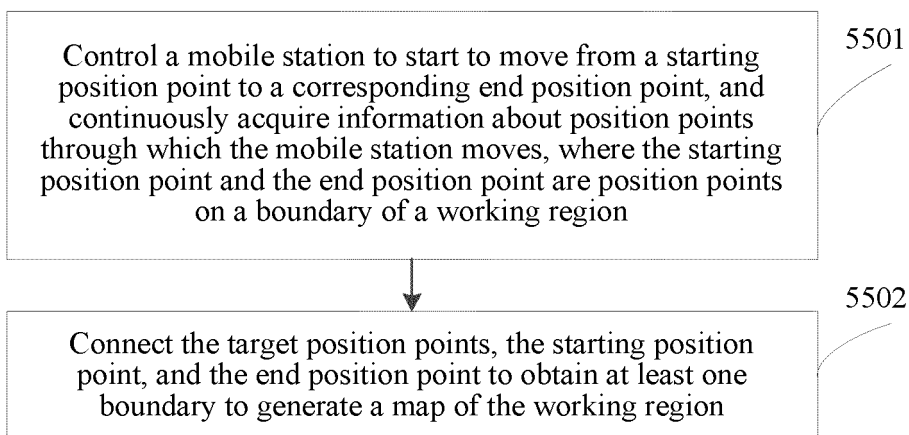 5501
Control a mobile station to start to move from a starting
position point to a corresponding end position point, and
continuously acquire information about position points
through which the mobile station moves, where the starting
position point and the end position point are position points
on a boundary of a working region
5502
Connect the target position points, the starting position
point, and the end position point to obtain at least one
boundary to generate a map of the working region